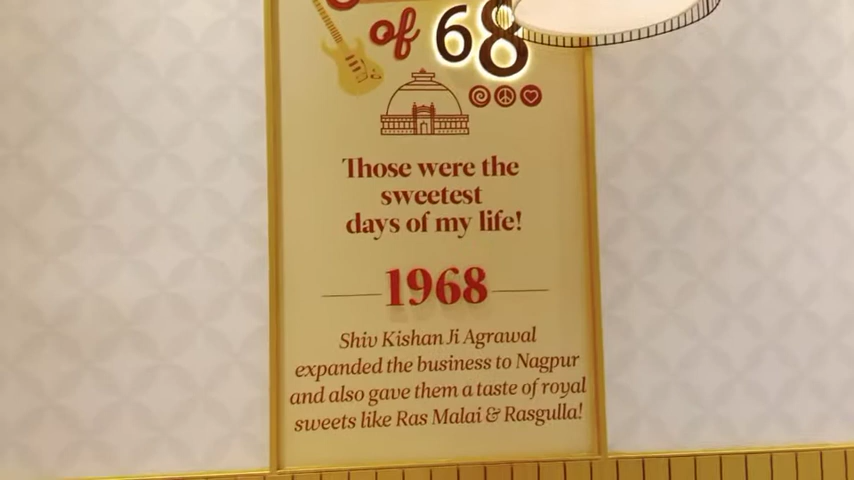 of 68
Those were the
sweetest
days of my life!
1968
Shiv Kishan Ji Agrawal
expanded the business to Nagpur
and also gave them a taste of royal
sweets like Ras Malai & Rasgulla!